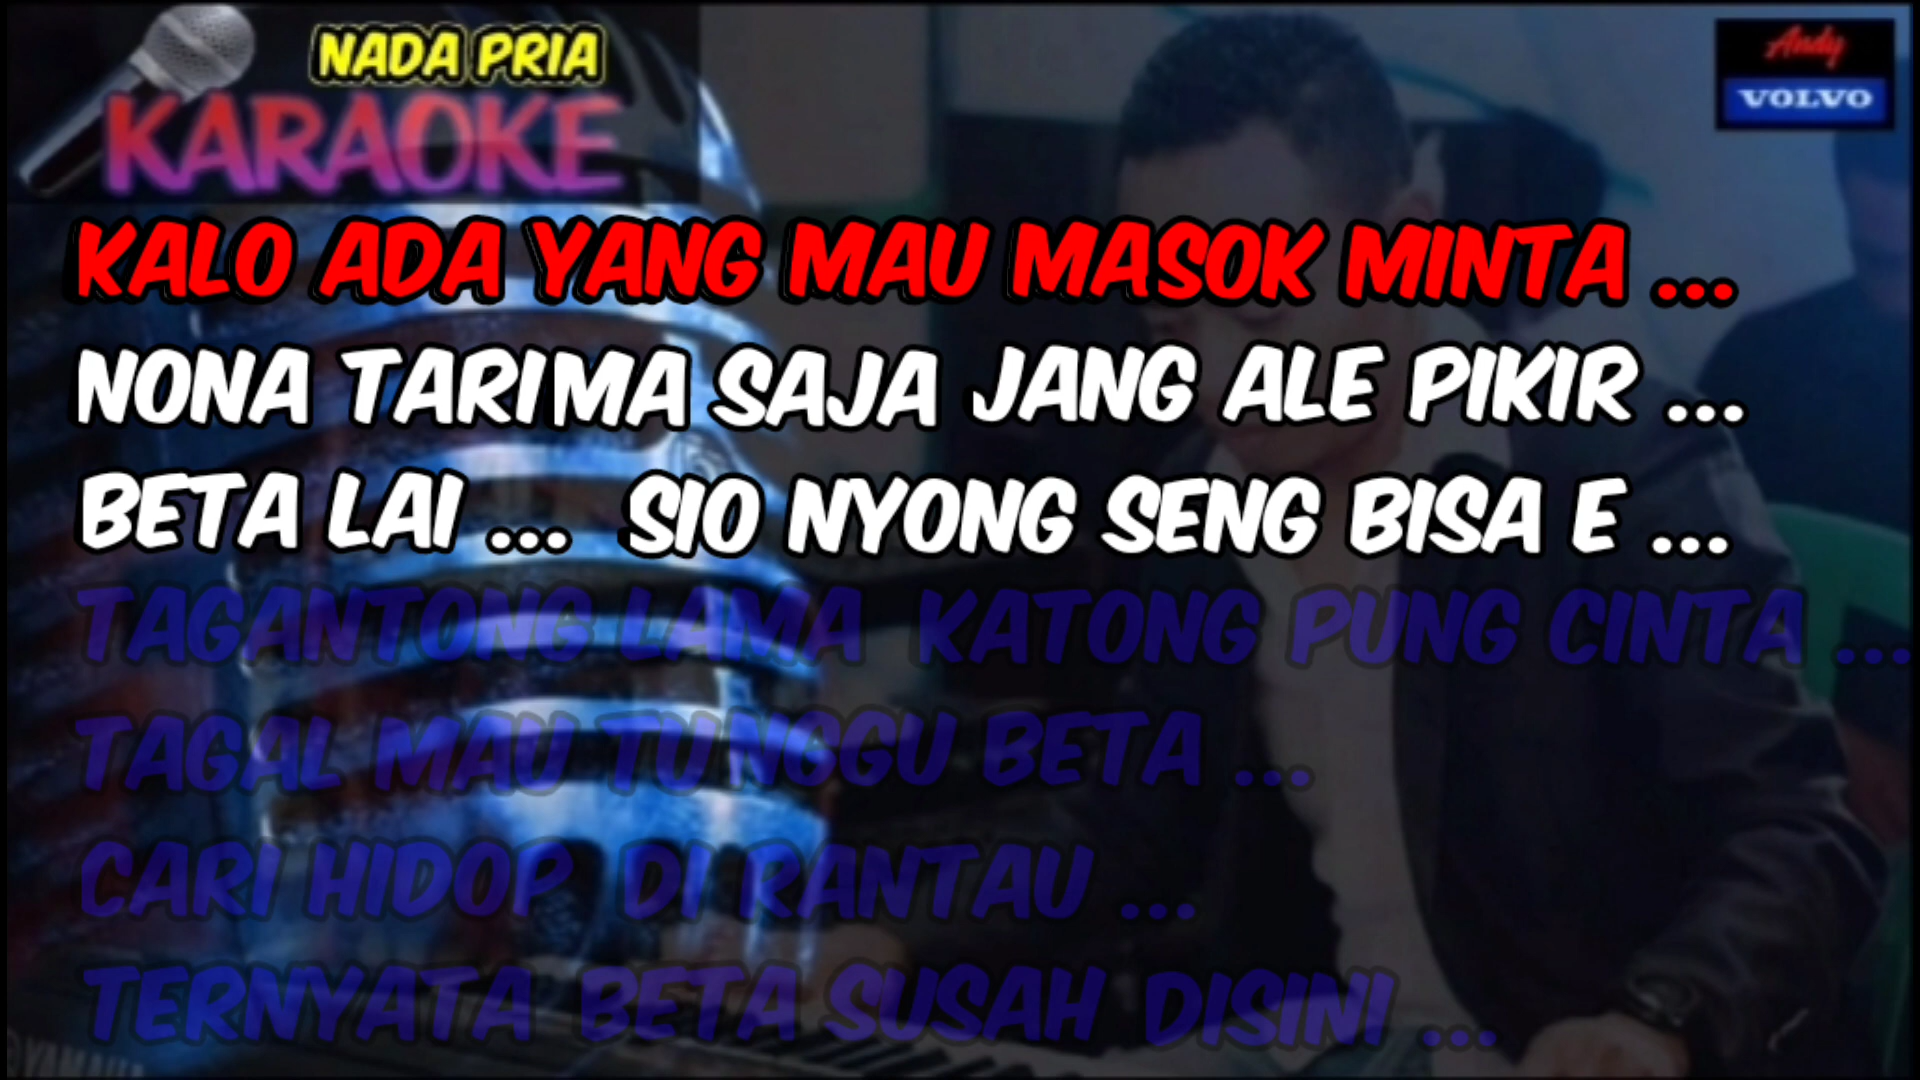 NADA PRIA
KARAOKE
Andy
VOLVO
KALO ADA YANG MAU MASOK MINTA ...
NONA TARIMA SAJA JANG ALE PIKIR ...
BETA LAI ... SIO NYONG SENG BISA E ...
TAGANTONG LAMA KATONG PUNG CINTA ...
TAGAL MAU TUNGGU BETA ...
CARI HIDOP DI RANTAU ...
TERNYATA BETA SUSAH DISINI ...
YAMAHA